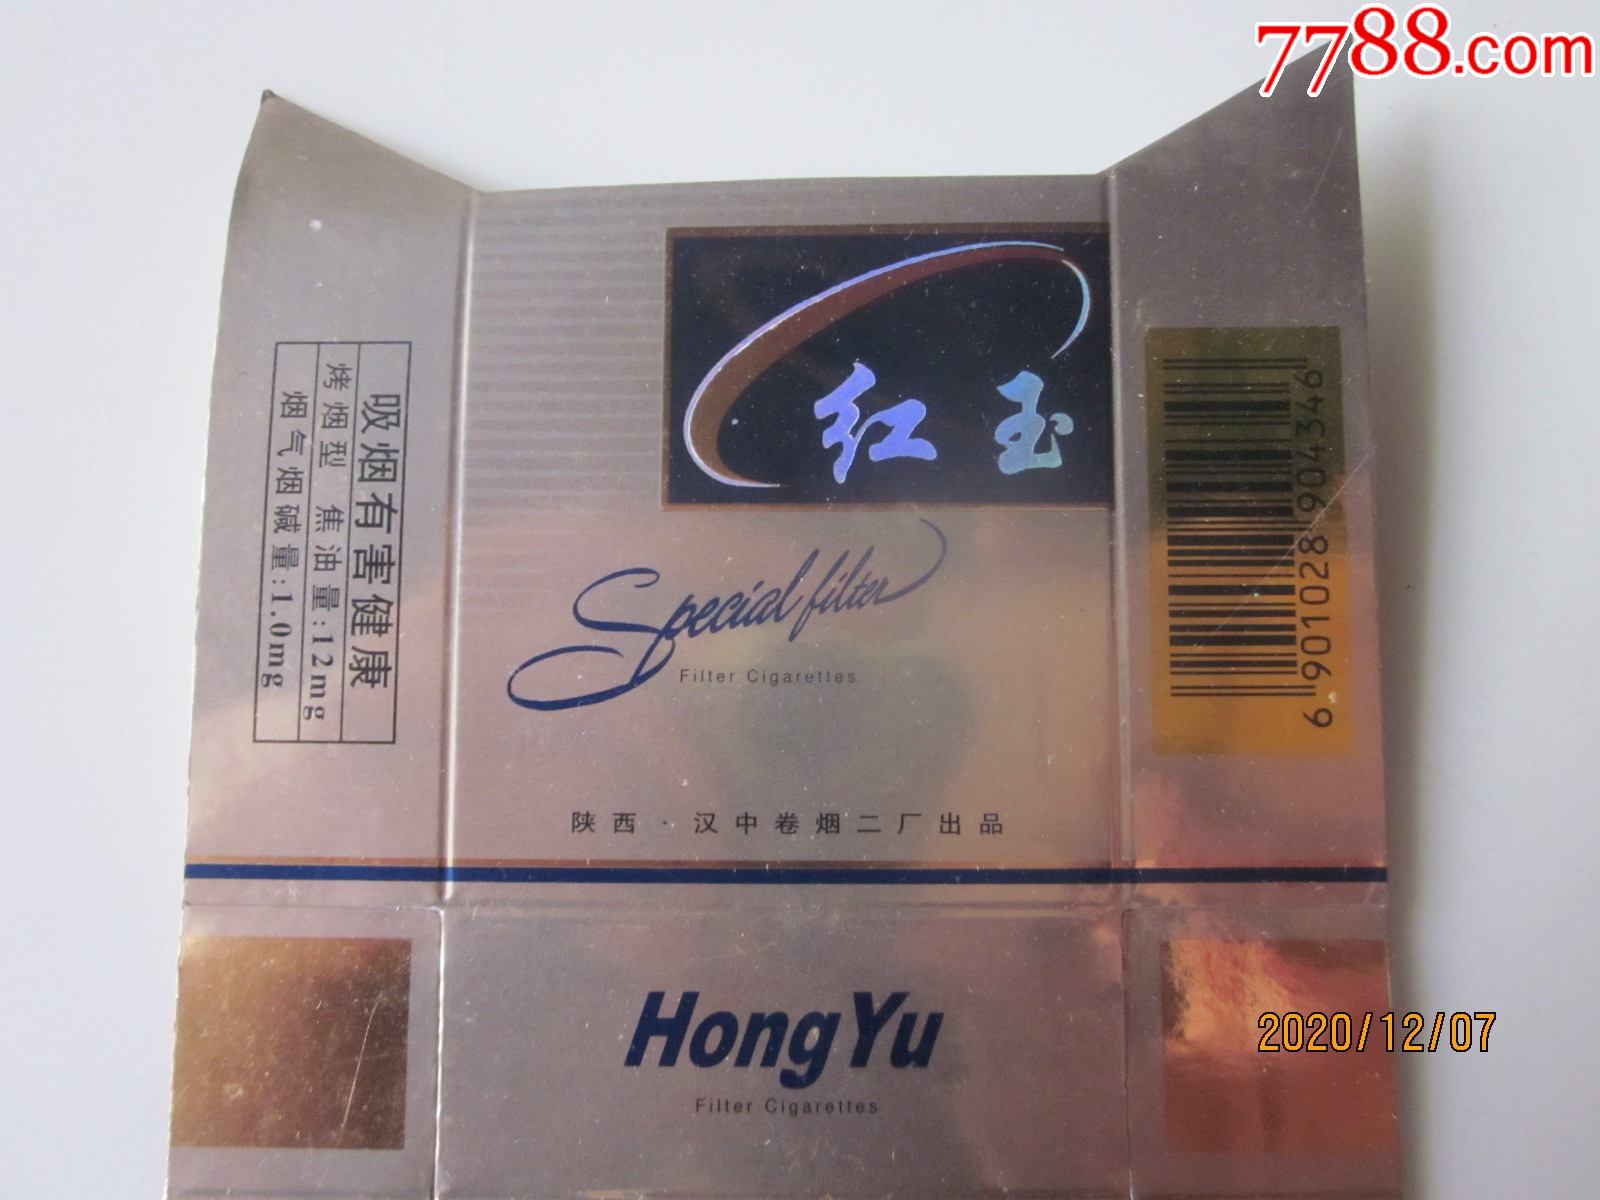 7788.com
红玉
Special filter
Filter Cigarettes
陕西·汉中卷烟二厂出品
吸烟有害健康
烤烟型 焦油量:12mg
烟气烟碱量:1.0mg
6 901028 904346
Hong Yu
Filter Cigarettes
2020/12/07